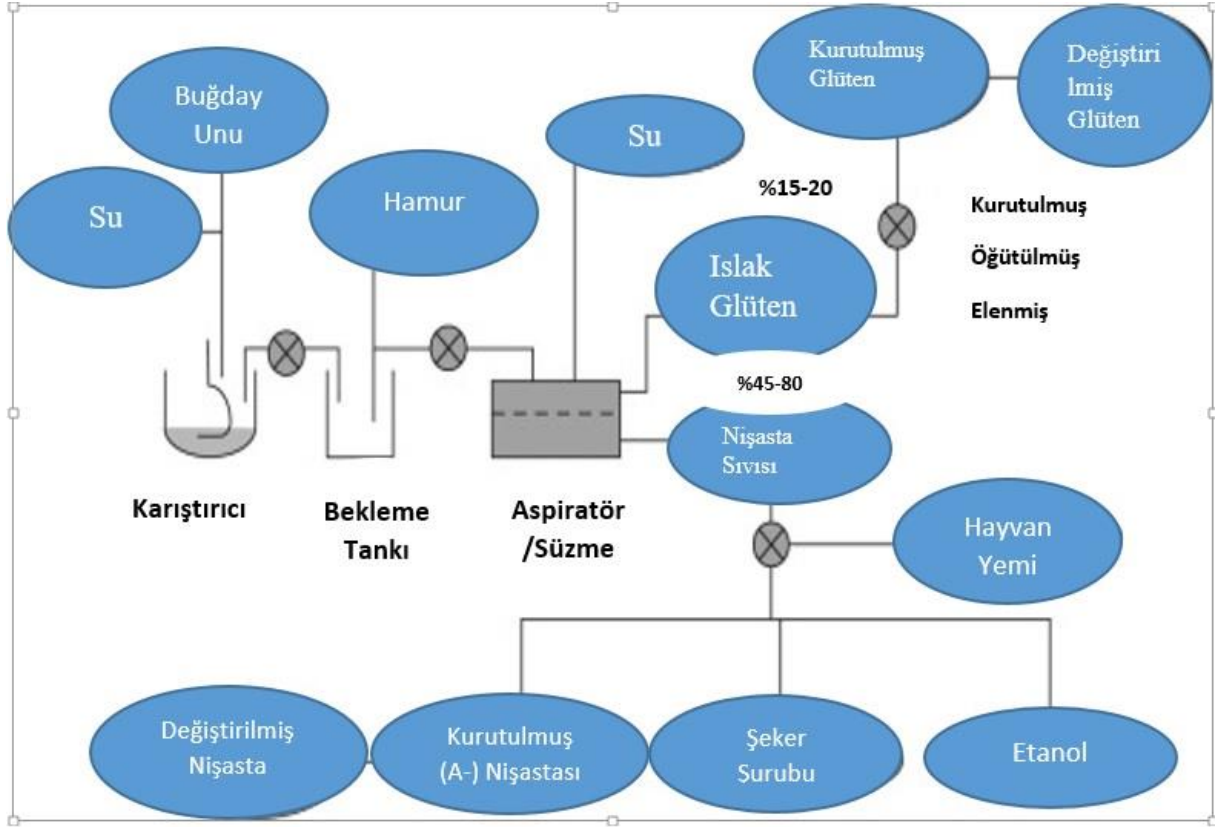 Buğday
Unu
Su
Hamur
Su
Kurutulmuş
Glüten
Değiştiri
lmiş
Glüten
%15-20
Kurutulmuş
Öğütülmüş
Elenmiş
Islak
Glüten
%45-80
Nişasta
Sıvısı
Karıştırıcı
Bekleme
Tankı
Aspiratör
/Süzme
Hayvan
Yemi
Değiştirilmiş
Nişasta
Kurutulmuş
(A-) Nişastası
Şeker
Şurubu
Etanol